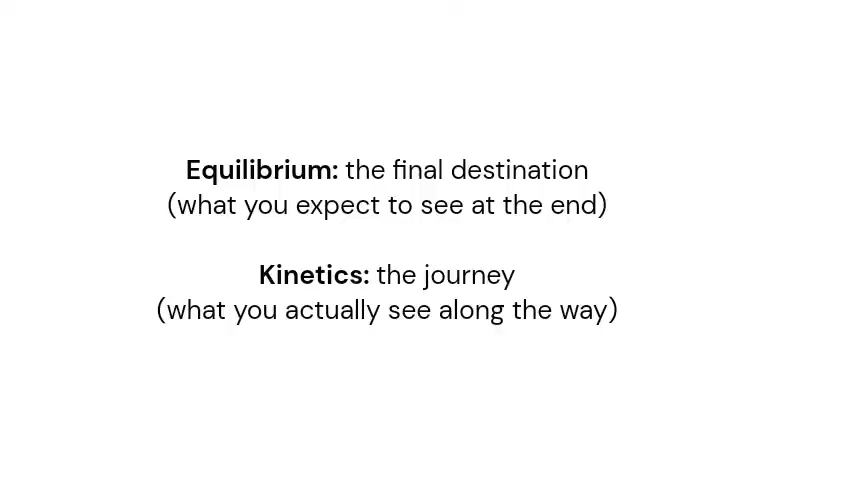 Equilibrium: the final destination
(what you expect to see at the end)
Kinetics: the journey
(what you actually see along the way)